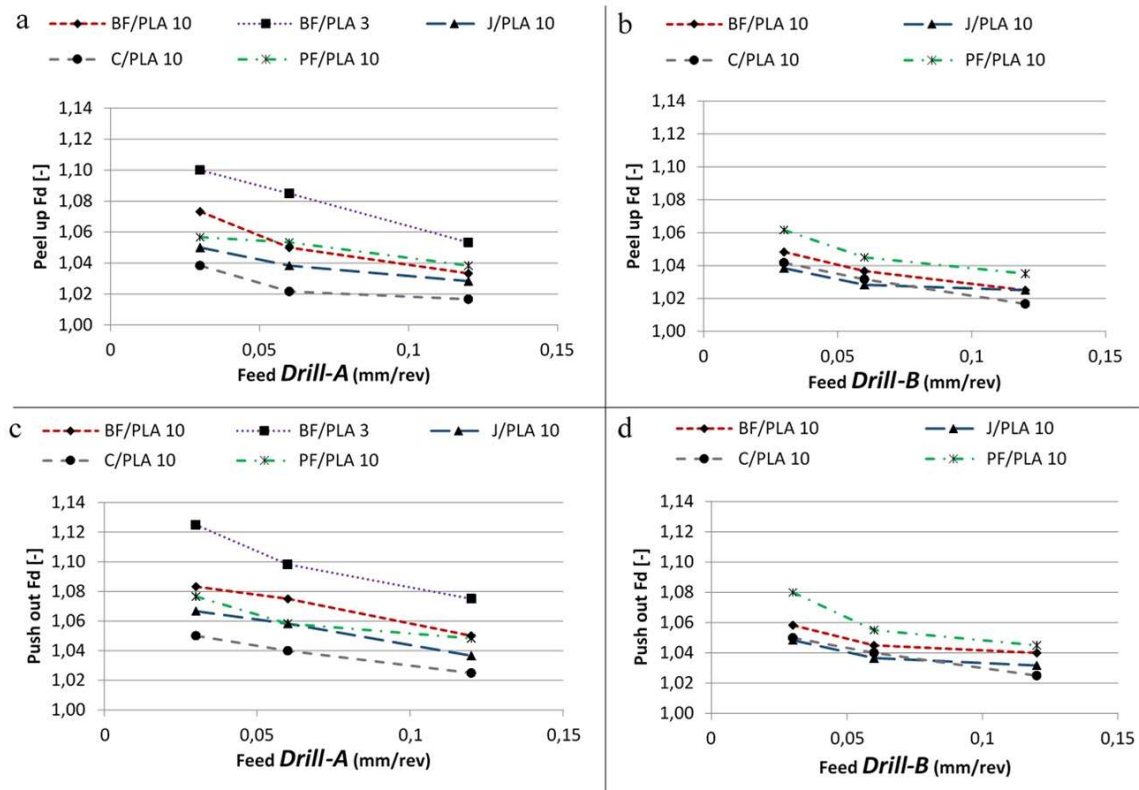 a
BF/PLA 10
BF/PLA 3
J/PLA 10
C/PLA 10
PF/PLA 10
1,14
1,12
1,10
1,08
1,06
1,04
1,02
1,00
Peel up Fd [-]
0
0,05
0,1
0,15
Feed Drill-A (mm/rev)
b
BF/PLA 10
J/PLA 10
C/PLA 10
PF/PLA 10
1,14
1,12
1,10
1,08
1,06
1,04
1,02
1,00
Peel up Fd [-]
0
0,05
0,1
0,15
Feed Drill-B (mm/rev)
c
BF/PLA 10
BF/PLA 3
J/PLA 10
C/PLA 10
PF/PLA 10
1,14
1,12
1,10
1,08
1,06
1,04
1,02
1,00
Push out Fd [-]
0
0,05
0,1
0,15
Feed Drill-A (mm/rev)
d
BF/PLA 10
J/PLA 10
C/PLA 10
PF/PLA 10
1,14
1,12
1,10
1,08
1,06
1,04
1,02
1,00
Push out Fd [-]
0
0,05
0,1
0,15
Feed Drill-B (mm/rev)